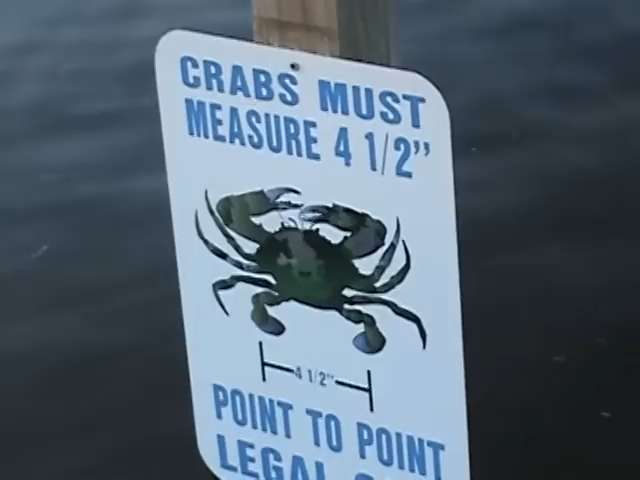 CRABS MUST
MEASURE 4 1/2"
4 1/2"
POINT TO POINT
LEGAL